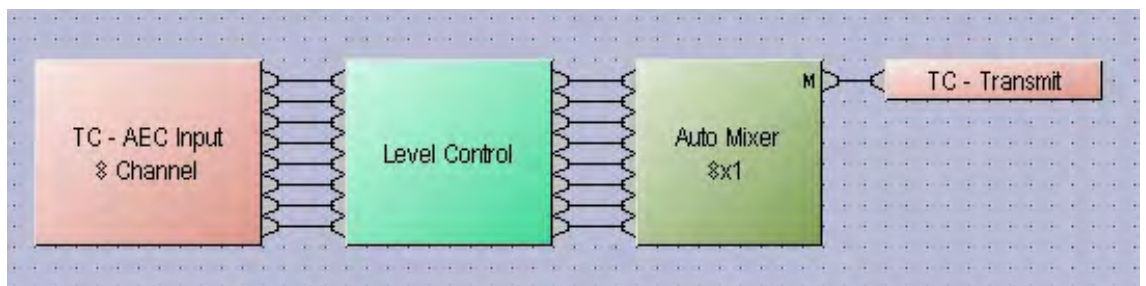 TC - AEC Input
8 Channel
Level Control
Auto Mixer
8x1
M
TC - Transmit